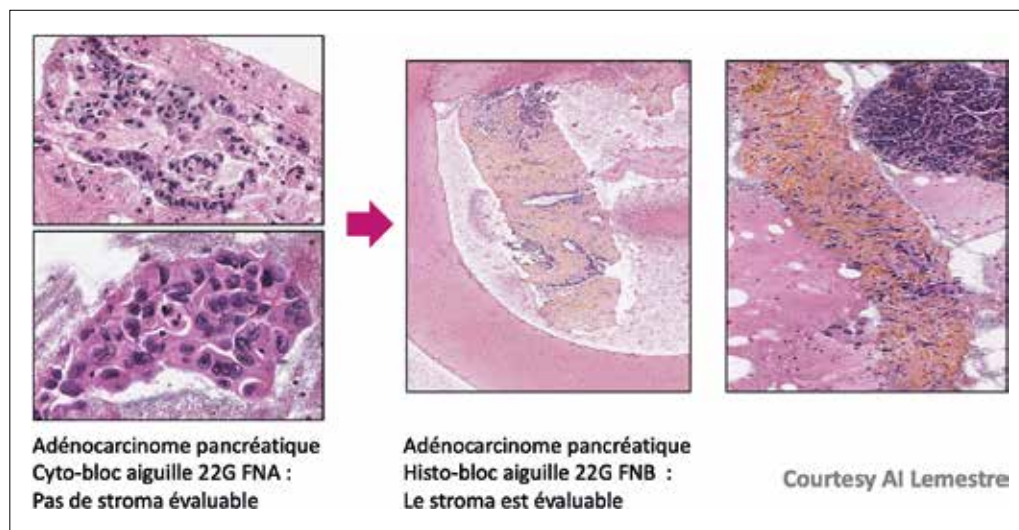 Adénocarcinome pancréatique
Cyto-bloc aiguille 22G FNA :
Pas de stroma évaluable
Adénocarcinome pancréatique
Histo-bloc aiguille 22G FNB :
Le stroma est évaluable
Courtesy AI Lemestre